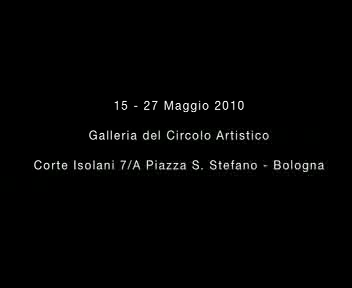 15 - 27 Maggio 2010
Galleria del Circolo Artistico
Corte Isolani 7/A Piazza S. Stefano - Bologna